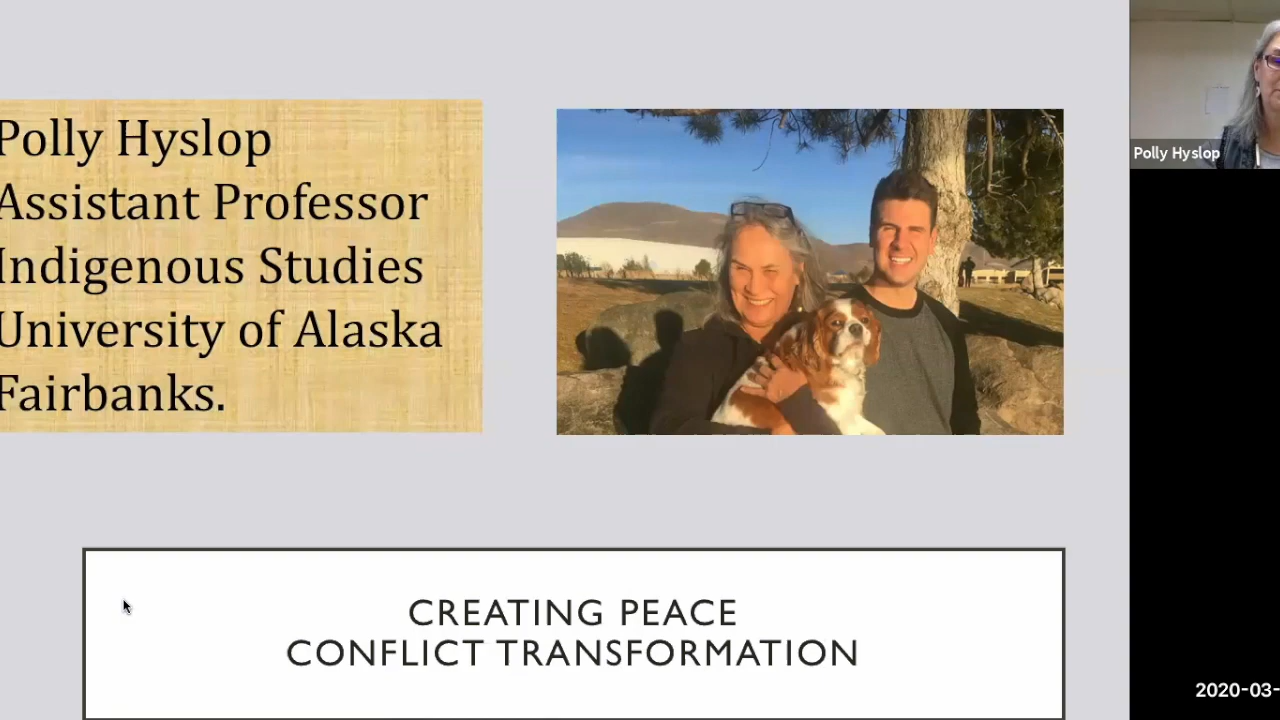 Polly Hyslop
Assistant Professor
Indigenous Studies
University of Alaska
Fairbanks.
CREATING PEACE
CONFLICT TRANSFORMATION
Polly Hyslop
2020-03-